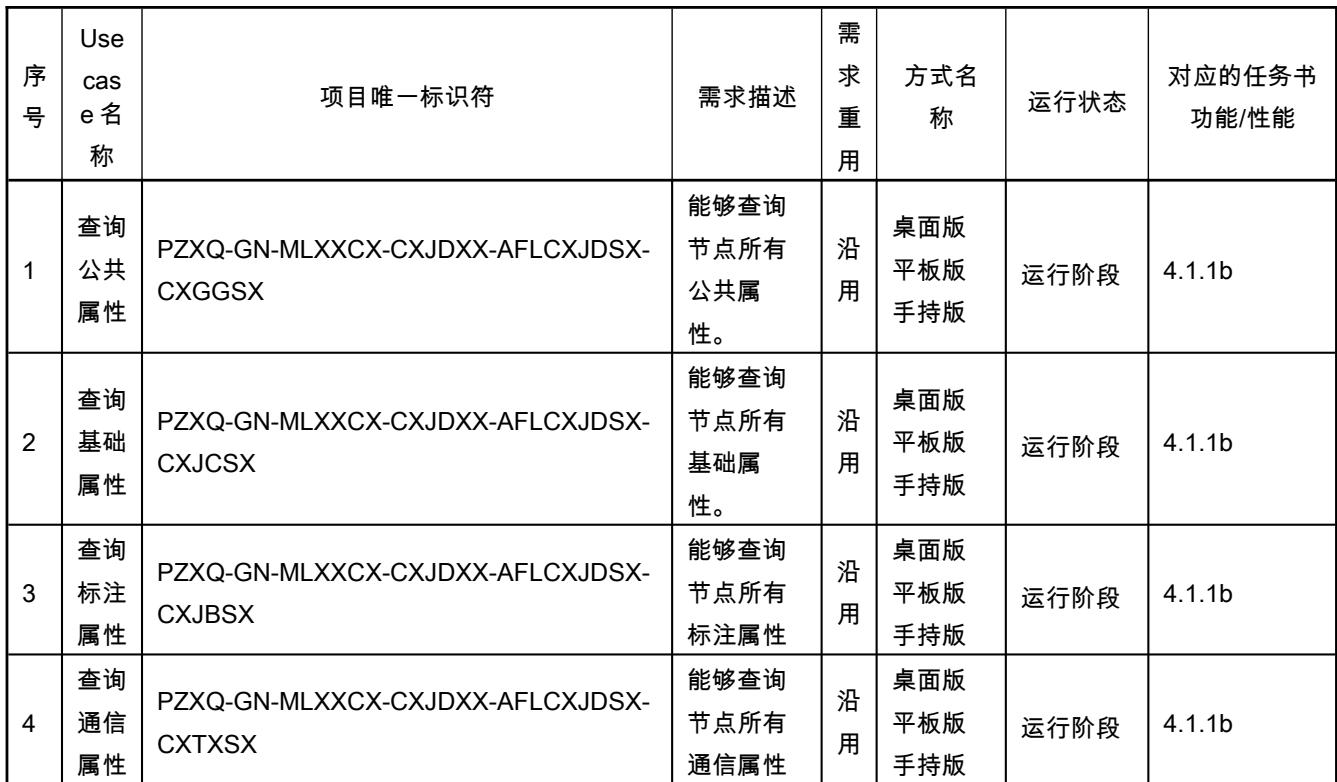 序号
Use case名称
项目唯一标识符
需求描述
需求重用
方式名称
运行状态
对应的任务书功能/性能
1
查询公共属性
PZXQ-GN-MLXXCX-CXJDXX-AFLCXJDSX-CXGGSX
能够查询节点所有公共属性。
沿用
桌面版
平板版
手持版
运行阶段
4.1.1b
2
查询基础属性
PZXQ-GN-MLXXCX-CXJDXX-AFLCXJDSX-CXJCSX
能够查询节点所有基础属性。
沿用
桌面版
平板版
手持版
运行阶段
4.1.1b
3
查询标注属性
PZXQ-GN-MLXXCX-CXJDXX-AFLCXJDSX-CXJBSX
能够查询节点所有标注属性
沿用
桌面版
平板版
手持版
运行阶段
4.1.1b
4
查询通信属性
PZXQ-GN-MLXXCX-CXJDXX-AFLCXJDSX-CXTXSX
能够查询节点所有通信属性
沿用
桌面版
平板版
手持版
运行阶段
4.1.1b